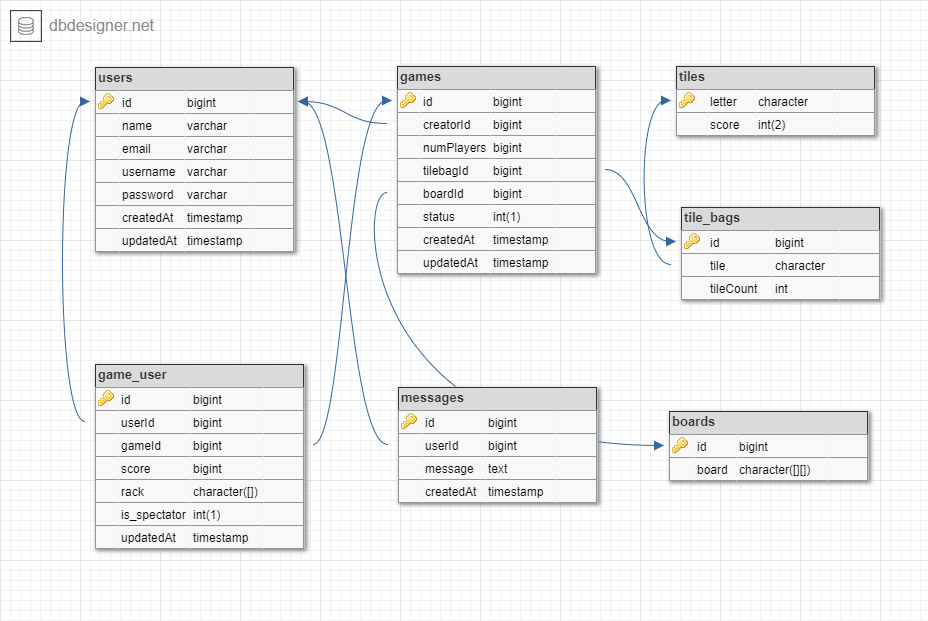 dbdesigner.net
users
id bigint
name varchar
email varchar
username varchar
password varchar
createdAt timestamp
updatedAt timestamp
games
id bigint
creatorId bigint
numPlayers bigint
tilebagId bigint
boardId bigint
status int(1)
createdAt timestamp
updatedAt timestamp
tiles
letter character
score int(2)
tile_bags
id bigint
tile character
tileCount int
game_user
id bigint
userId bigint
gameId bigint
score bigint
rack character([])
is_spectator int(1)
updatedAt timestamp
messages
id bigint
userId bigint
message text
createdAt timestamp
boards
id bigint
board character([][])